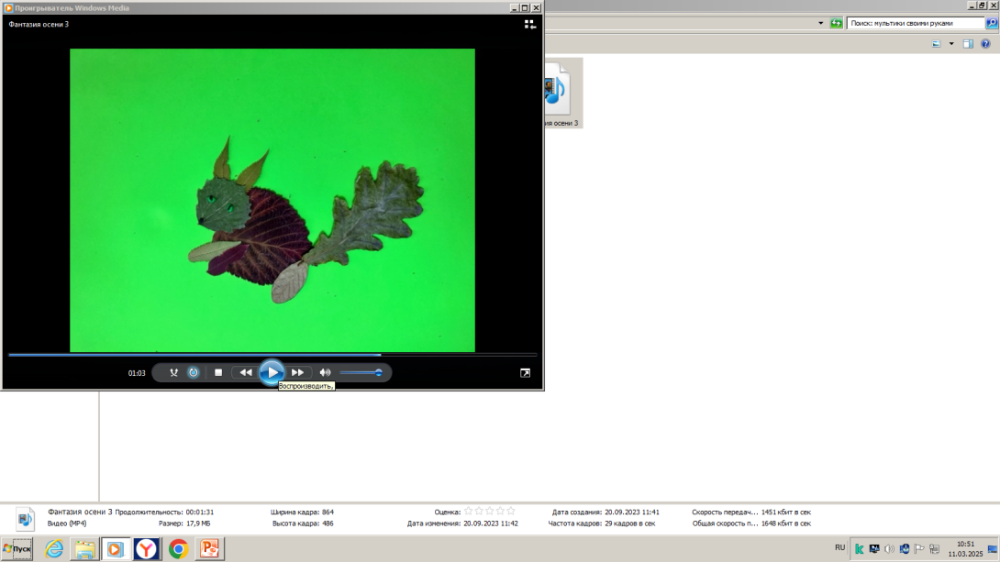 Проигрыватель Windows Media
Фантазия осени 3
Поиск: мультики своими руками
ия осени 3
01:03
Воспроизводить,
Фантазия осени 3 Продолжительность: 00:01:31 Ширина кадра: 864 Оценка: Дата создания: 20.09.2023 11:41 Скорость передач... 1451 кбит в сек
Видео (MP4) Размер: 17,9 МБ Высота кадра: 486 Дата изменения: 20.09.2023 11:42 Частота кадров: 29 кадров в сек Общая скорость п... 1648 кбит в сек
Пуск RU 10:51
11.03.2025